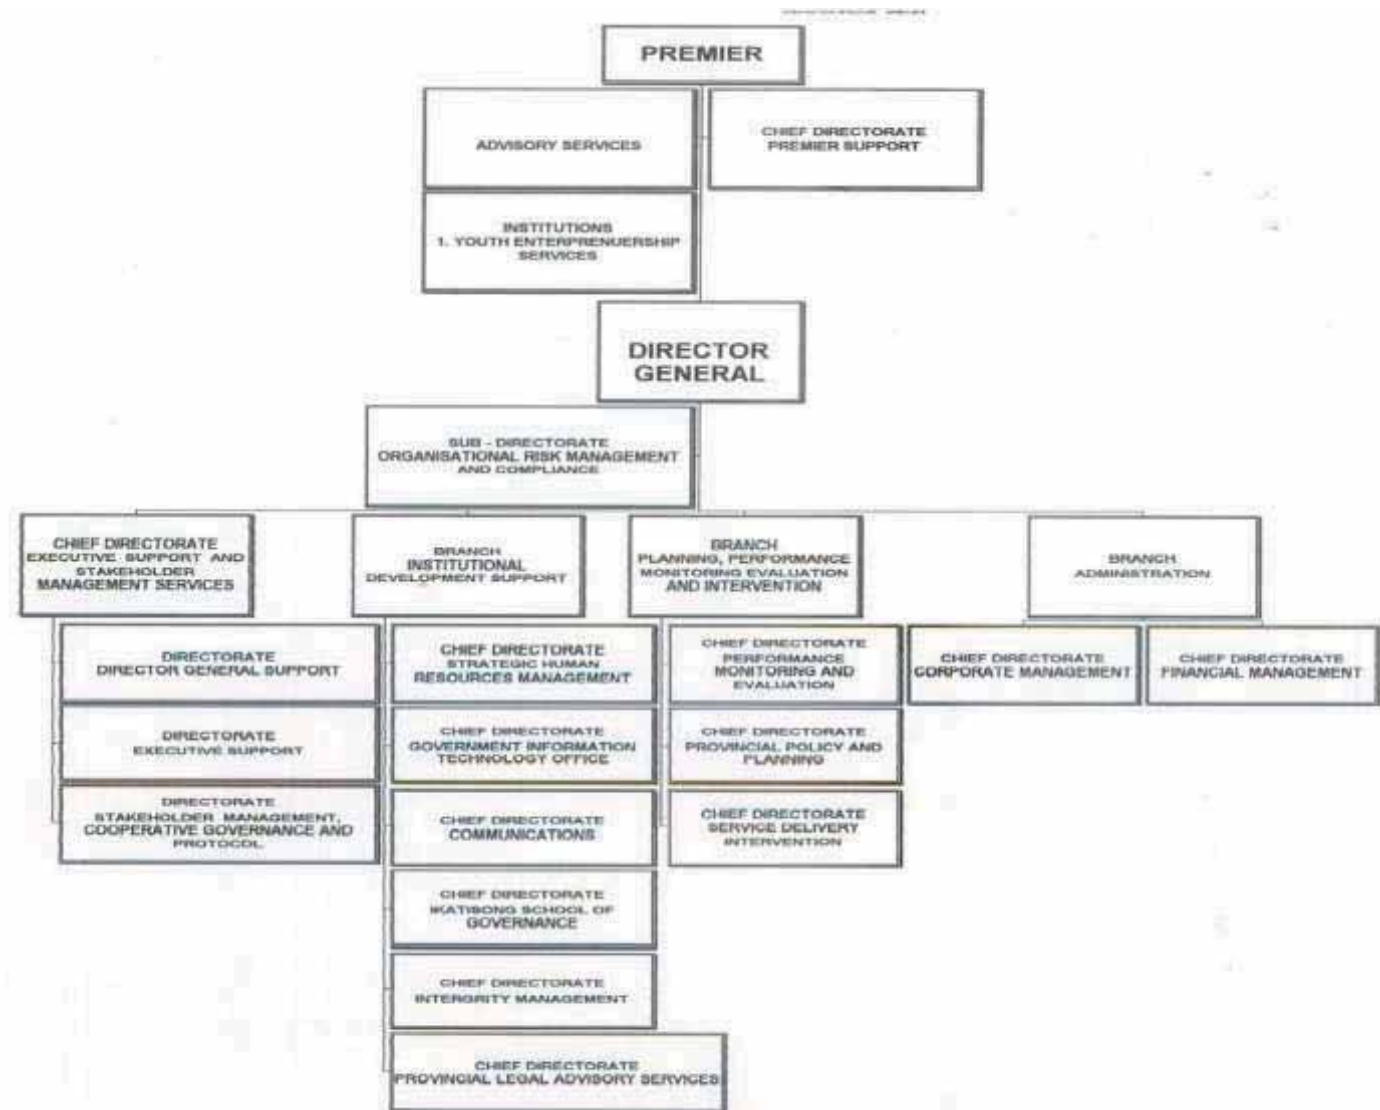 PREMIER
ADVISORY SERVICES
CHIEF DIRECTORATE
PREMIER SUPPORT
INSTITUTIONS
1. YOUTH ENTERPRENUERSHIP
SERVICES
DIRECTOR
GENERAL
SUB - DIRECTORATE
ORGANISATIONAL RISK MANAGEMENT
AND COMPLIANCE
CHIEF DIRECTORATE
EXECUTIVE SUPPORT AND
STAKEHOLDER
MANAGEMENT SERVICES
BRANCH
INSTITUTIONAL
DEVELOPMENT SUPPORT
BRANCH
PLANNING, PERFORMANCE
MONITORING EVALUATION
AND INTERVENTION
BRANCH
ADMINISTRATION
DIRECTORATE
DIRECTOR GENERAL SUPPORT
CHIEF DIRECTORATE
STRATEGIC HUMAN
RESOURCES MANAGEMENT
CHIEF DIRECTORATE
PERFORMANCE
MONITORING AND
EVALUATION
CHIEF DIRECTORATE
CORPORATE MANAGEMENT
CHIEF DIRECTORATE
FINANCIAL MANAGEMENT
DIRECTORATE
EXECUTIVE SUPPORT
CHIEF DIRECTORATE
GOVERNMENT INFORMATION
TECHNOLOGY OFFICE
CHIEF DIRECTORATE
PROVINCIAL POLICY AND
PLANNING
DIRECTORATE
STAKEHOLDER MANAGEMENT,
COOPERATIVE GOVERNANCE AND
PROTOCOL
CHIEF DIRECTORATE
COMMUNICATIONS
CHIEF DIRECTORATE
SERVICE DELIVERY
INTERVENTION
CHIEF DIRECTORATE
IKATISONG SCHOOL OF
GOVERNANCE
CHIEF DIRECTORATE
INTERGRITY MANAGEMENT
CHIEF DIRECTORATE
PROVINCIAL LEGAL ADVISORY SERVICES